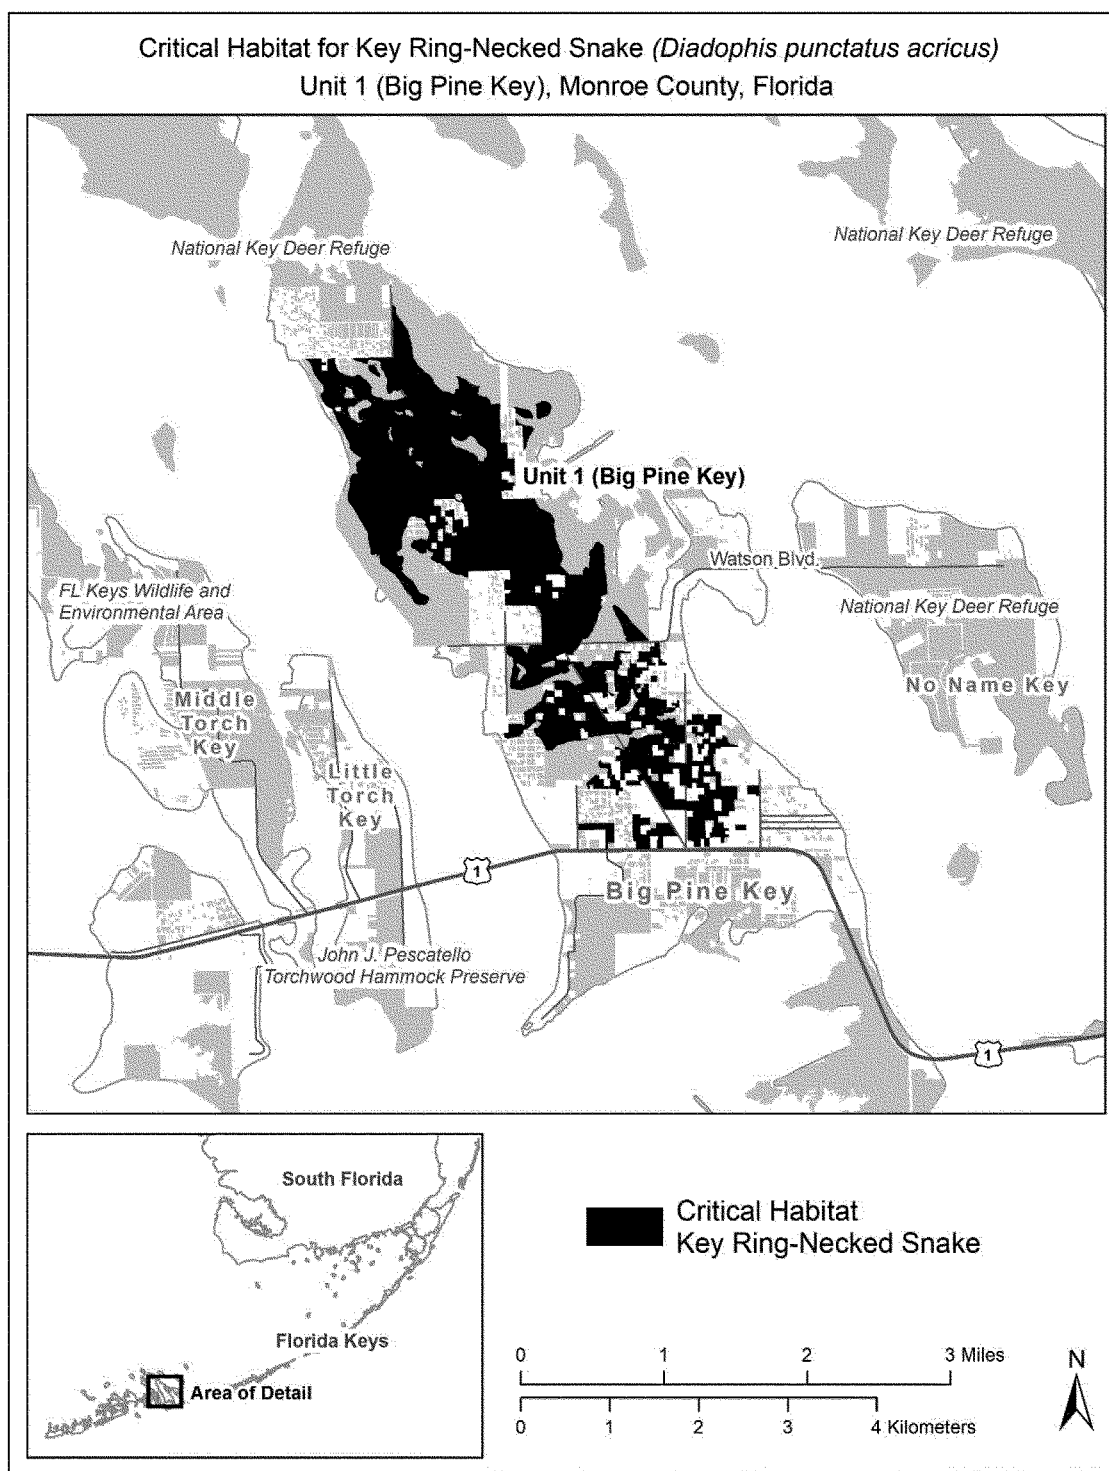 Critical Habitat for Key Ring-Necked Snake (Diadophis punctatus acricus)
Unit 1 (Big Pine Key), Monroe County, Florida
National Key Deer Refuge
National Key Deer Refuge
Unit 1 (Big Pine Key)
Watson Blvd.
FL Keys Wildlife and
Environmental Area
National Key Deer Refuge
No Name Key
Middle
Torch
Key
Little
Torch
Key
1
Big Pine Key
John J. Pescatello
Torchwood Hammock Preserve
1
South Florida
Florida Keys
Area of Detail
Critical Habitat
Key Ring-Necked Snake
0 1 2 3 Miles
0 1 2 3 4 Kilometers
N